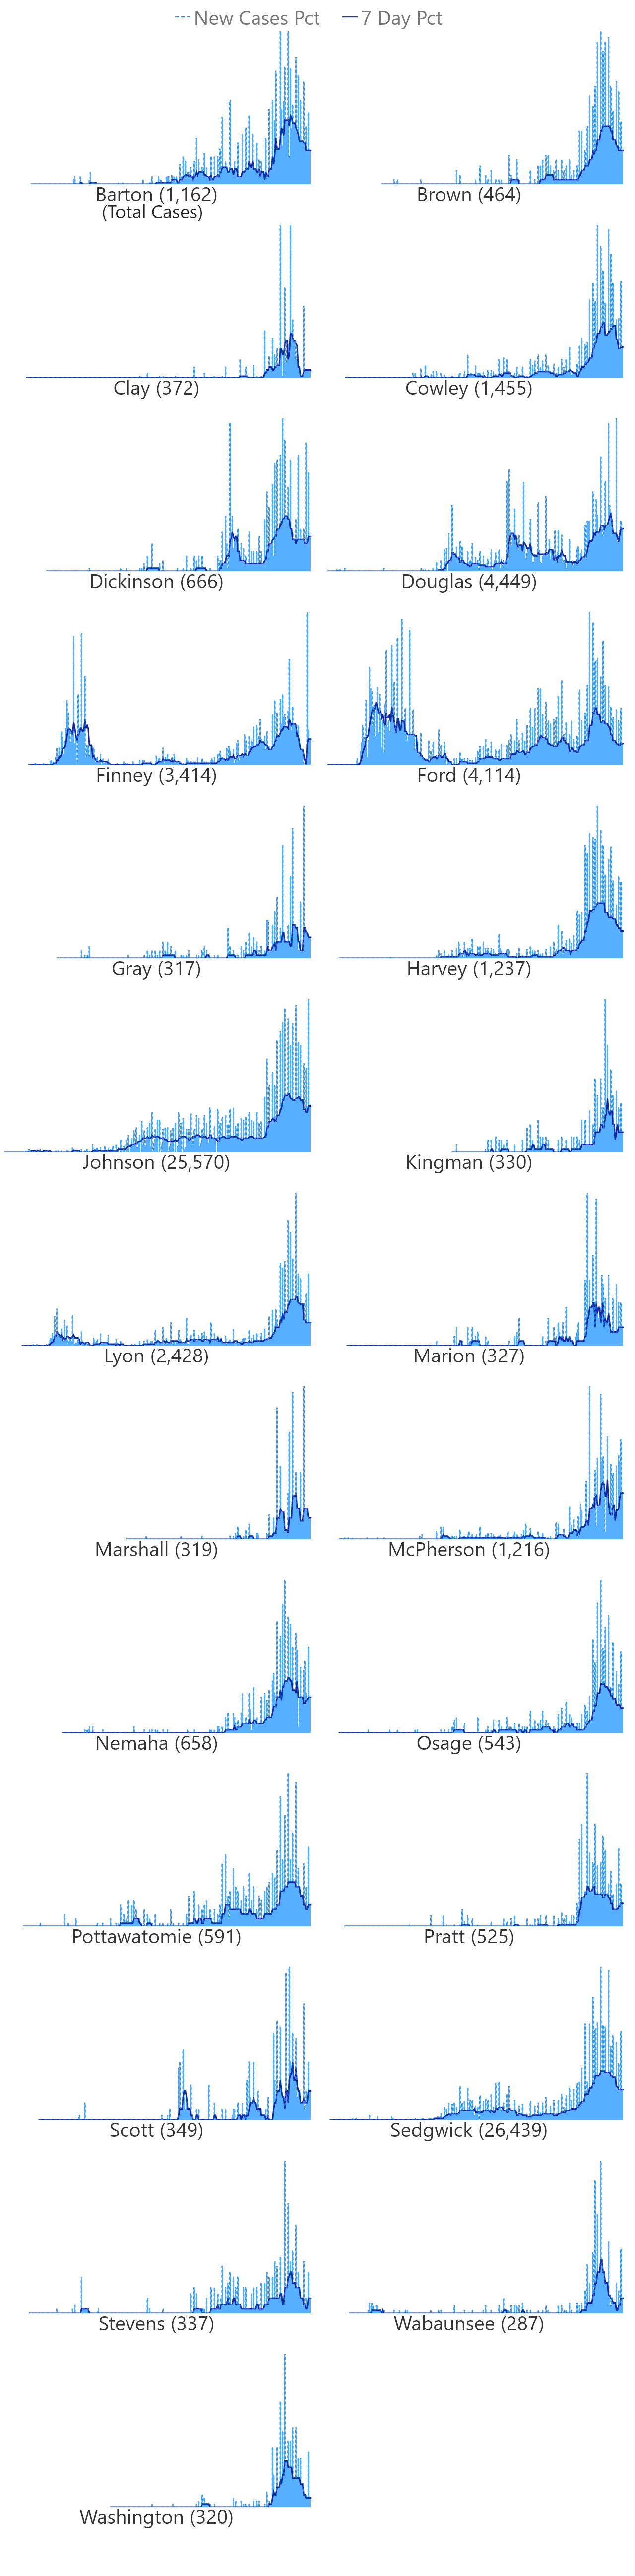 New Cases Pct 7 Day Pct
Barton (1,162) Brown (464)
(Total Cases)
Clay (372) Cowley (1,455)
Dickinson (666) Douglas (4,449)
Finney (3,414) Ford (4,114)
Gray (317) Harvey (1,237)
Johnson (25,570) Kingman (330)
Lyon (2,428) Marion (327)
Marshall (319) McPherson (1,216)
Nemaha (658) Osage (543)
Pottawatomie (591) Pratt (525)
Scott (349) Sedgwick (26,439)
Stevens (337) Wabaunsee (287)
Washington (320)